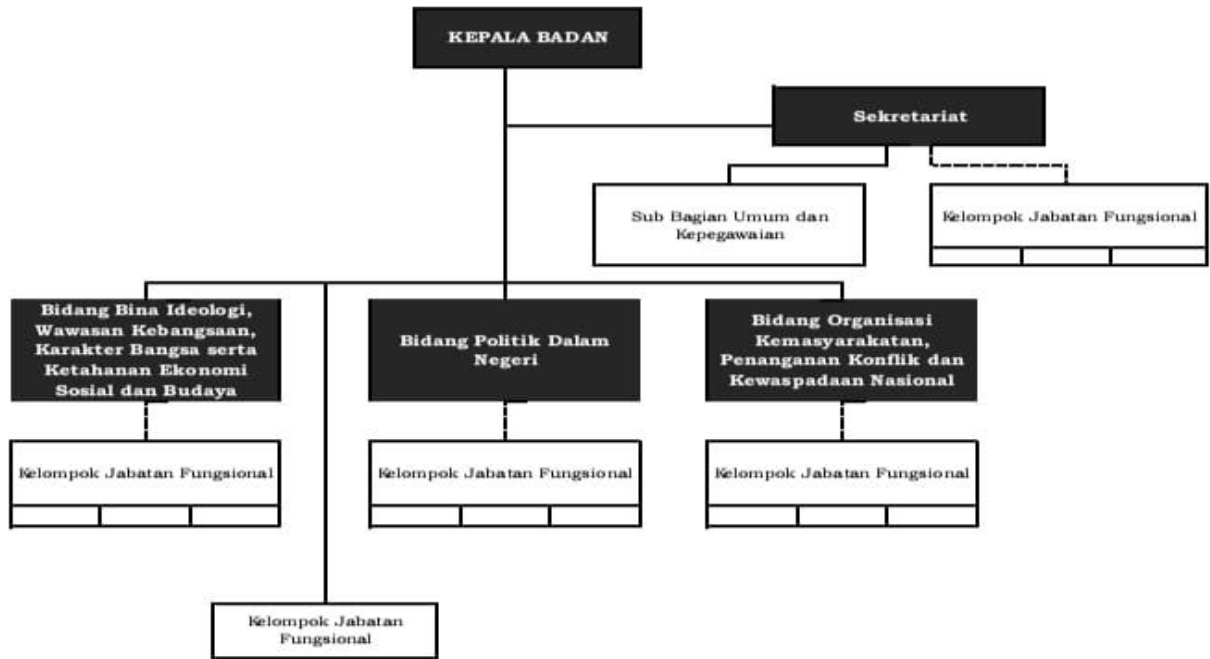 KEPALA BADAN
Sekretariat
Sub Bagian Umum dan
Kepegawaian
Kelompok Jabatan Fungsional
Bidang Bina Ideologi,
Wawasan Kebangsaan,
Karakter Bangsa serta
Ketahanan Ekonomi
Sosial dan Budaya
Bidang Politik Dalam
Negeri
Bidang Organisasi
Kemasyarakatan,
Penanganan Konflik dan
Kewaspadaan Nasional
Kelompok Jabatan Fungsional
Kelompok Jabatan Fungsional
Kelompok Jabatan Fungsional
Kelompok Jabatan
Fungsional